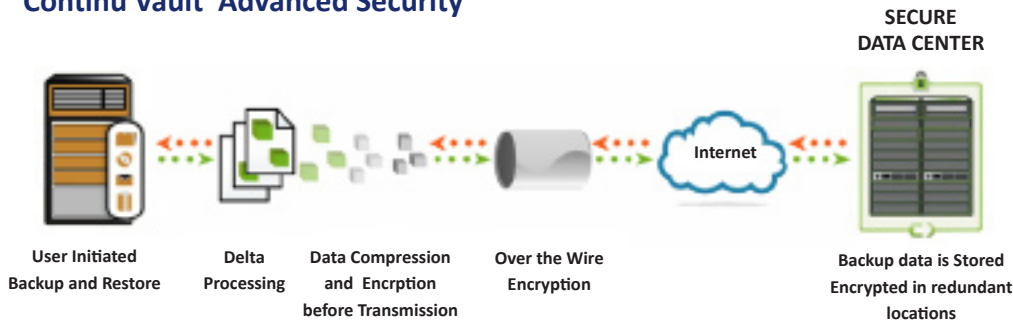 Continu Vault Advanced Security
SECURE
DATA CENTER
Internet
User Initiated
Backup and Restore
Delta
Processing
Data Compression
and Encrption
before Transmission
Over the Wire
Encryption
Backup data is Stored
Encrypted in redundant
locations